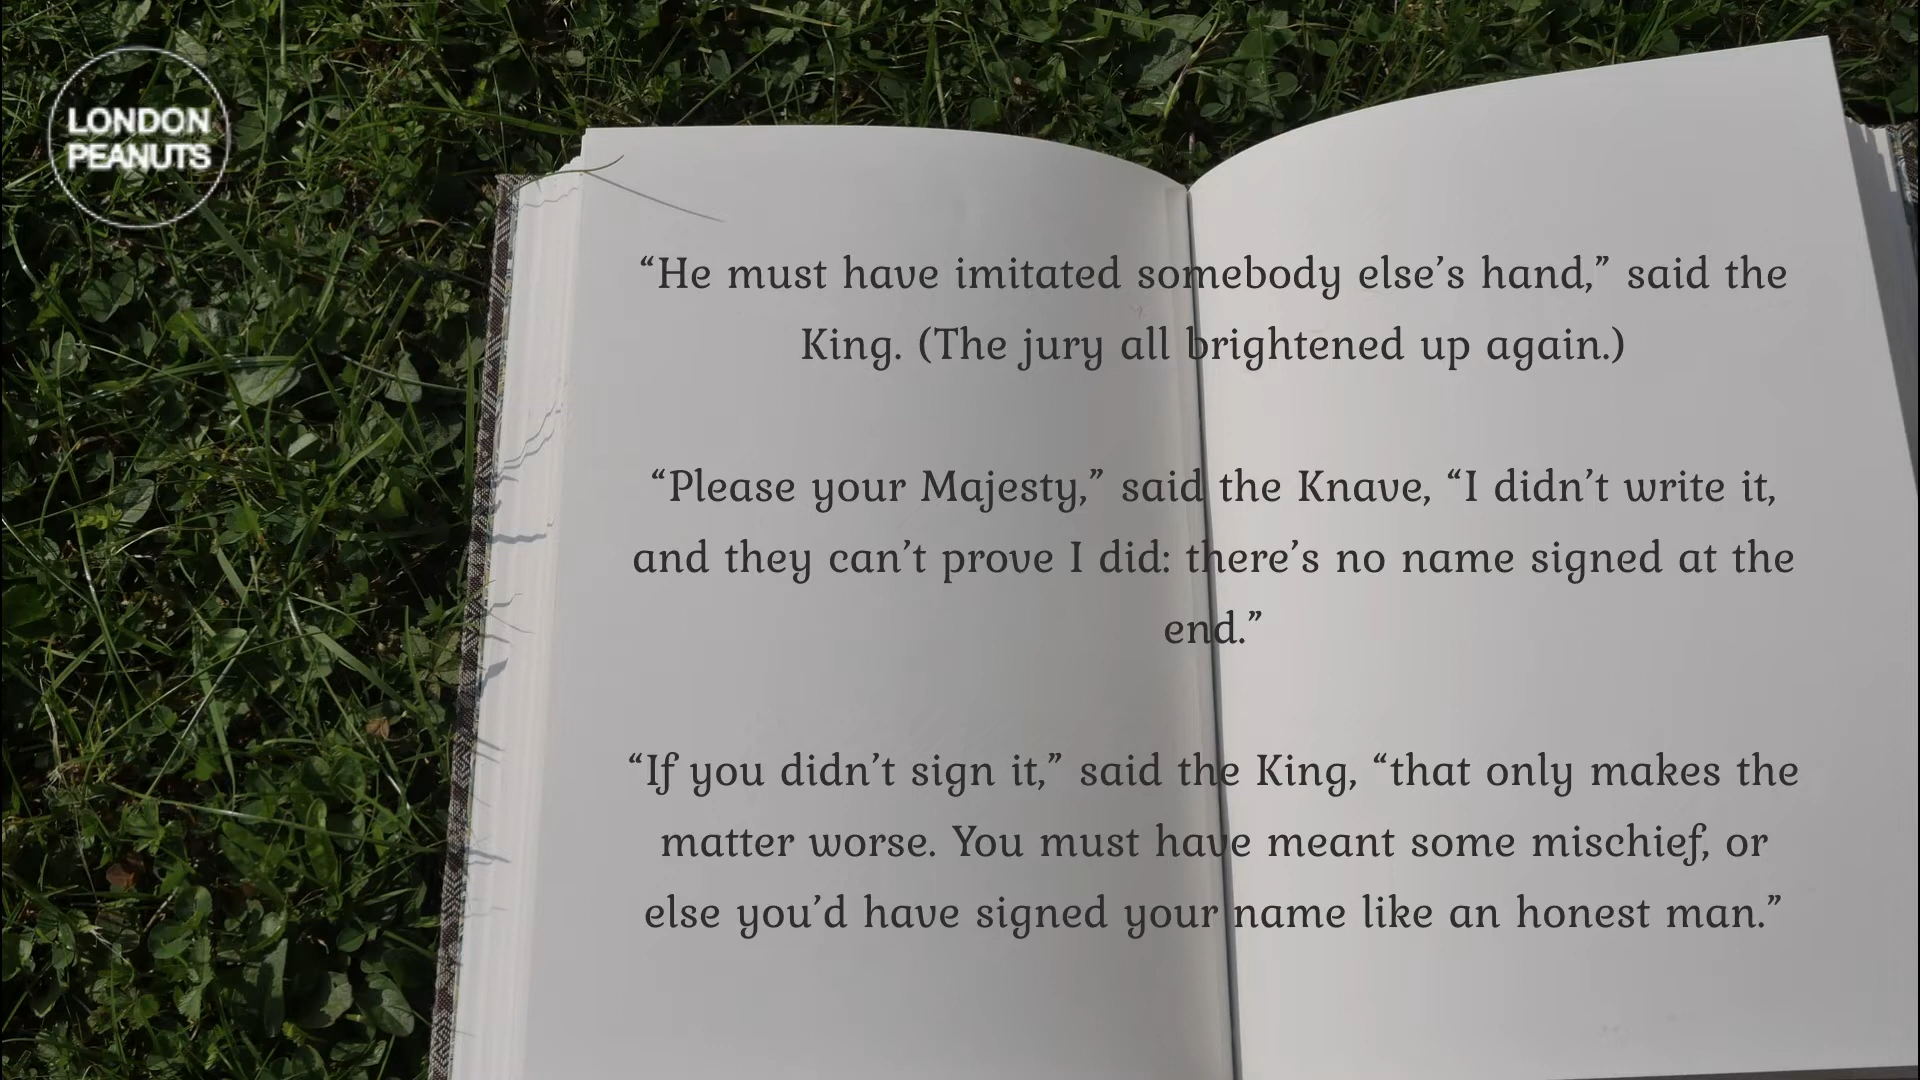 LONDON
PEANUTS
“He must have imitated somebody else’s hand,” said the
King. (The jury all brightened up again.)
“Please your Majesty,” said the Knave, “I didn’t write it,
and they can’t prove I did: there’s no name signed at the
end.”
“If you didn’t sign it,” said the King, “that only makes the
matter worse. You must have meant some mischief, or
else you’d have signed your name like an honest man.”